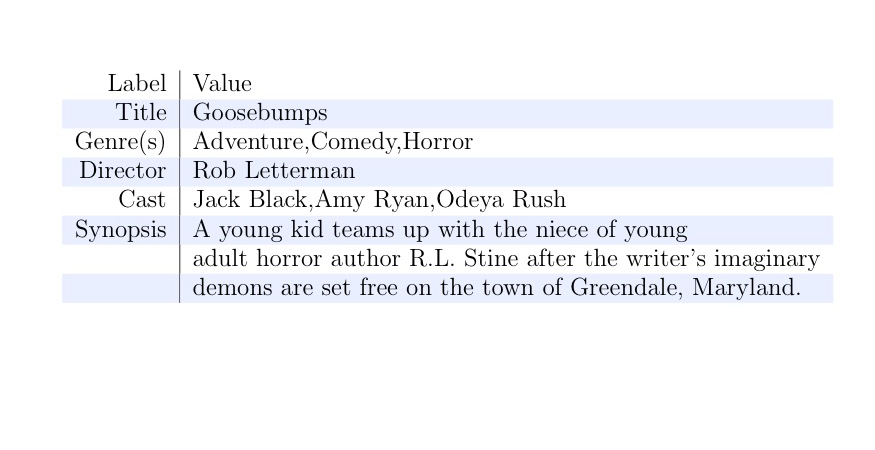 Label Value
Title Goosebumps
Genre(s) Adventure,Comedy,Horror
Director Rob Letterman
Cast Jack Black,Amy Ryan,Odeya Rush
Synopsis A young kid teams up with the niece of young
adult horror author R.L. Stine after the writer's imaginary
demons are set free on the town of Greendale, Maryland.